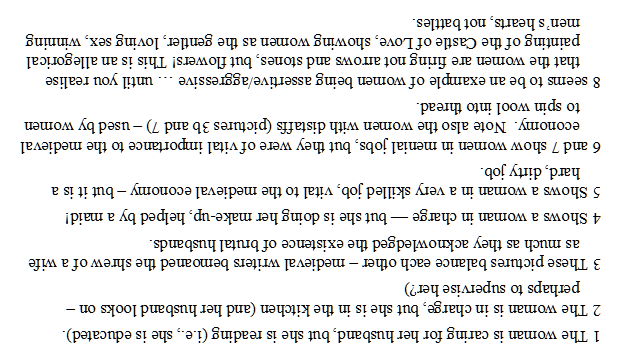 1 The woman is caring for her husband, but she is reading (i.e., she is educated).
2 The woman is in charge, but she is in the kitchen (and her husband looks on –
perhaps to supervise her?)
3 These pictures balance each other – medieval writers bemoaned the shrew of a wife
as much as they acknowledged the existence of brutal husbands.
4 Shows a woman in charge — but she is doing her make-up, helped by a maid!
5 Shows a woman in a very skilled job, vital to the medieval economy – but it is a
hard, dirty job.
6 and 7 show women in menial jobs, but they were of vital importance to the medieval
economy. Note also the women with distaffs (pictures 3b and 7) – used by women
to spin wool into thread.
8 seems to be an example of women being assertive/aggressive … until you realise
that the women are firing not arrows and stones, but flowers! This is an allegorical
painting of the Castle of Love, showing women as the gentler, loving sex, winning
men's hearts, not battles.